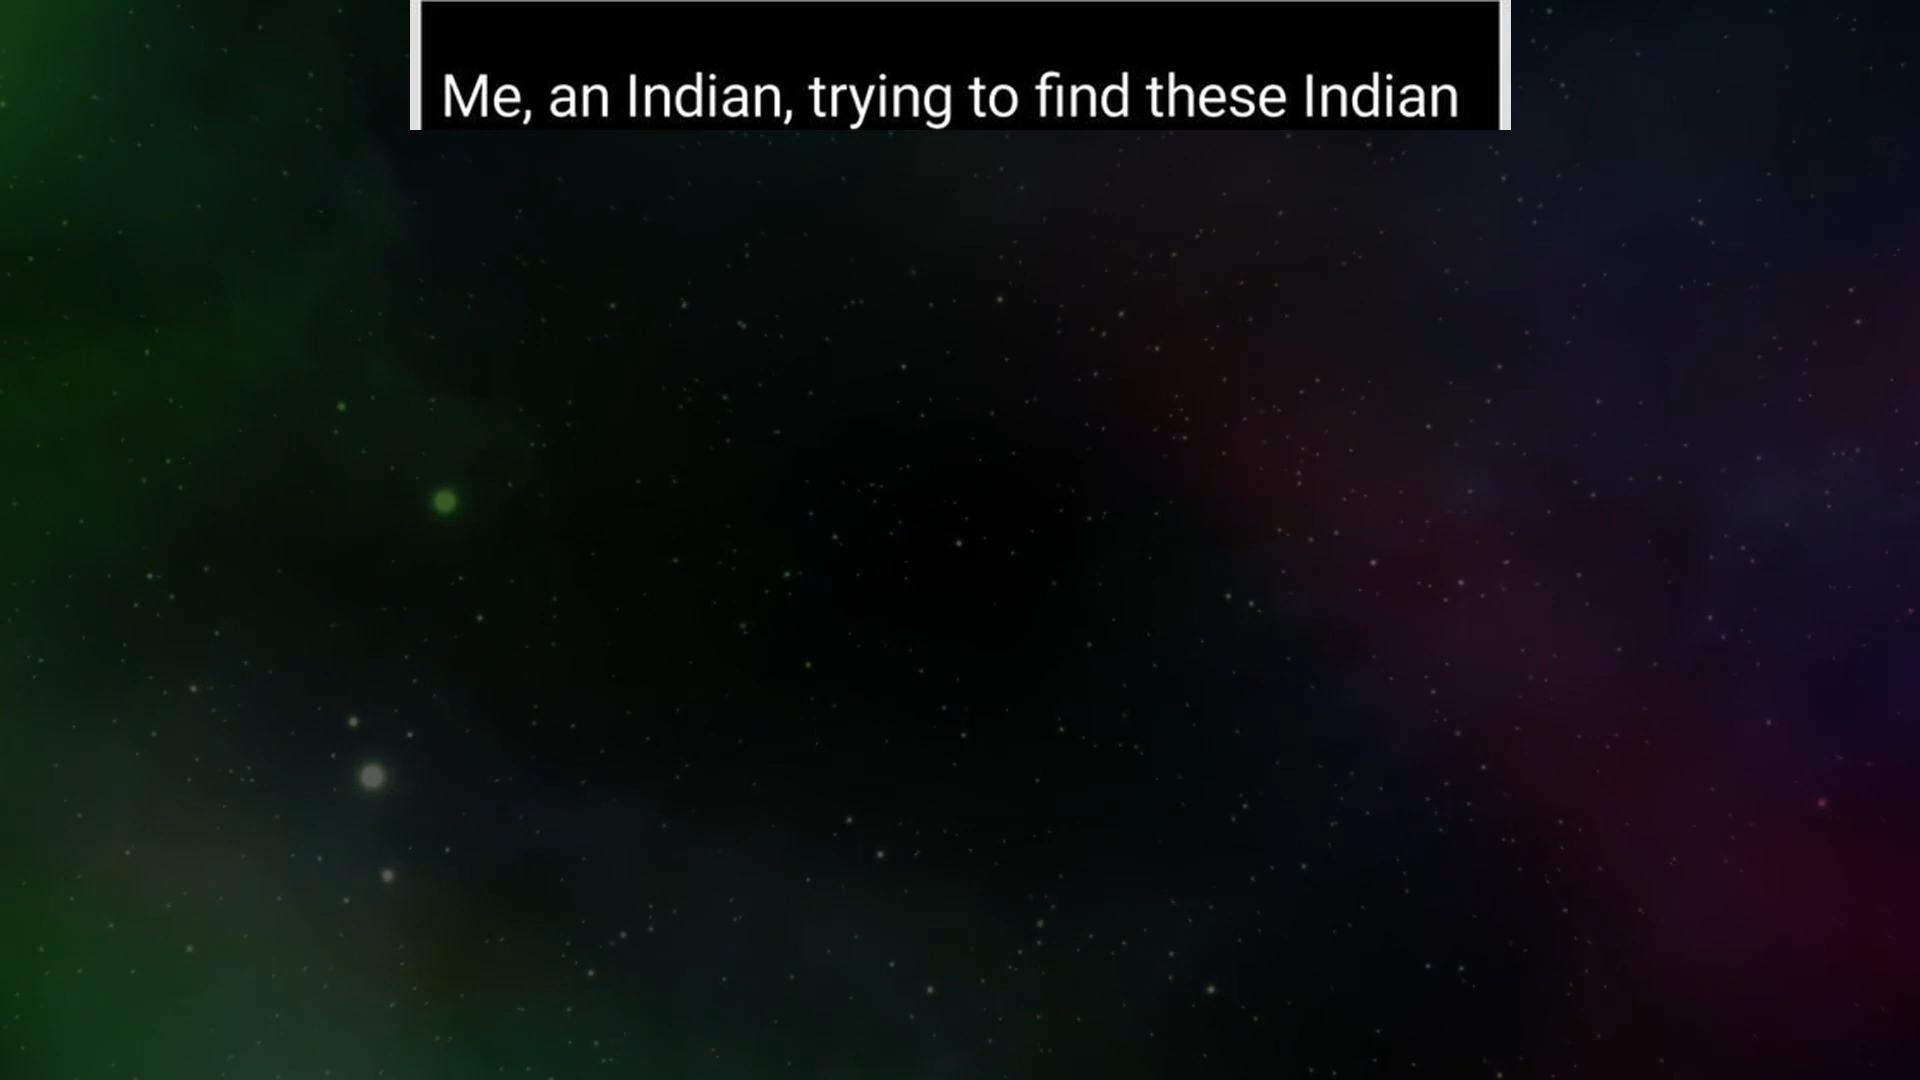 Me, an Indian, trying to find these Indian